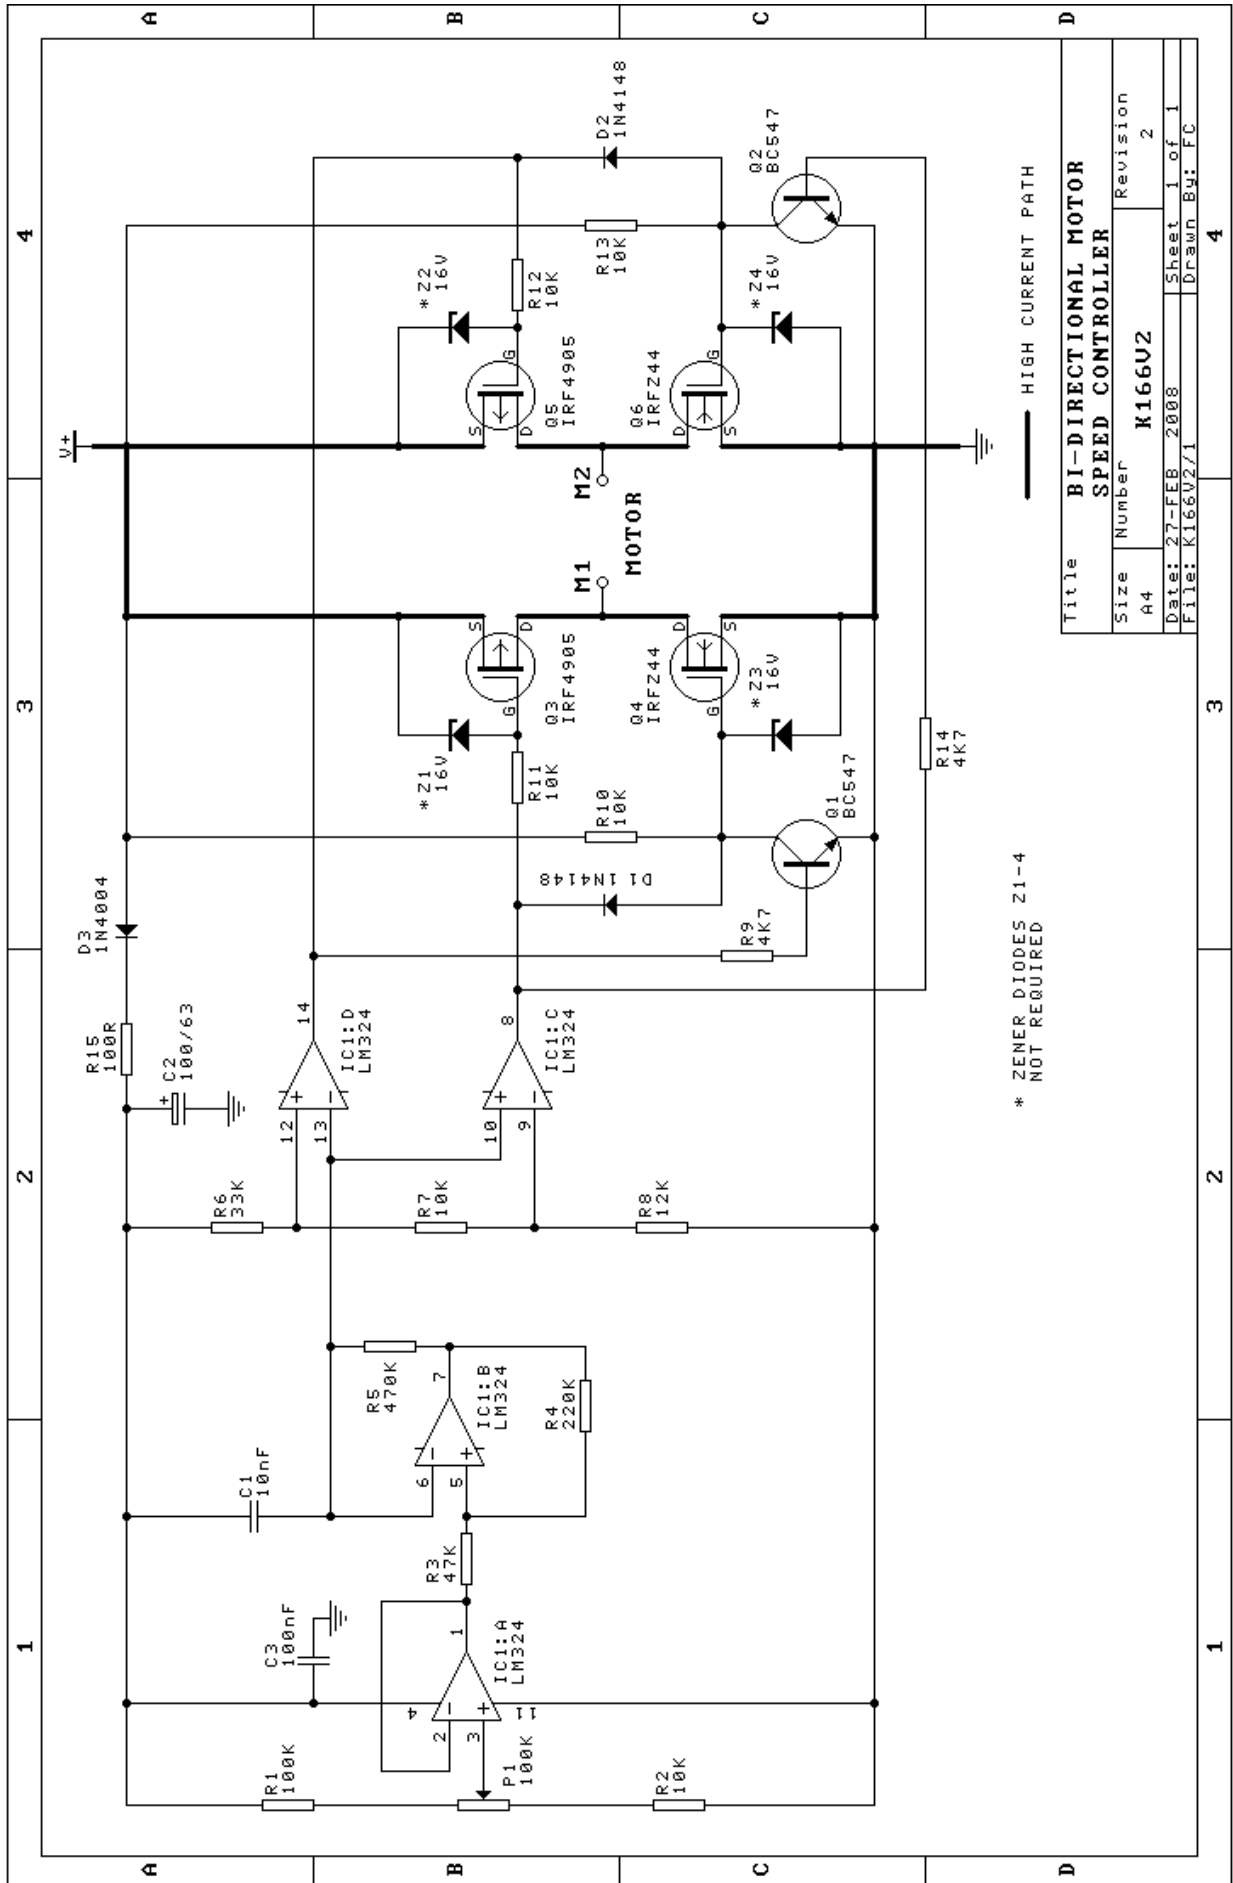 1
2
3
4
A
B
C
D
A
B
C
D
1
2
3
4
V+
R15
100R
D3
1N4004
C2
100/63
+
C3
100nF
C1
10nF
R1
100K
P1
100K
R2
10K
4
2
3
1
11
IC1:A
LM324
R3
47K
6
5
7
IC1:B
LM324
R5
470K
R4
220K
R6
33K
R7
10K
R8
12K
12
13
14
IC1:D
LM324
10
9
8
IC1:C
LM324
R9
4K7
D1 1N4148
R10
10K
R11
10K
*Z1
16V
Q1
BC547
*Z3
16V
R14
4K7
S
D
G
Q3
IRF4905
D
S
G
Q4
IRFZ244
M1
M2
MOTOR
S
D
G
Q5
IRF4905
D
S
G
Q6
IRFZ44
*Z2
16V
R12
10K
R13
10K
*Z4
16V
D2
1N4148
Q2
BC547
* ZENER DIODES Z1-4
NOT REQUIRED
HIGH CURRENT PATH
Title
BI-DIRECTIONAL MOTOR
SPEED CONTROLLER
Size
A4
Number
K166V2
Revision
2
Date: 27-FEB 2008
Sheet 1 of 1
File: K166V2/1
Drawn By: FC